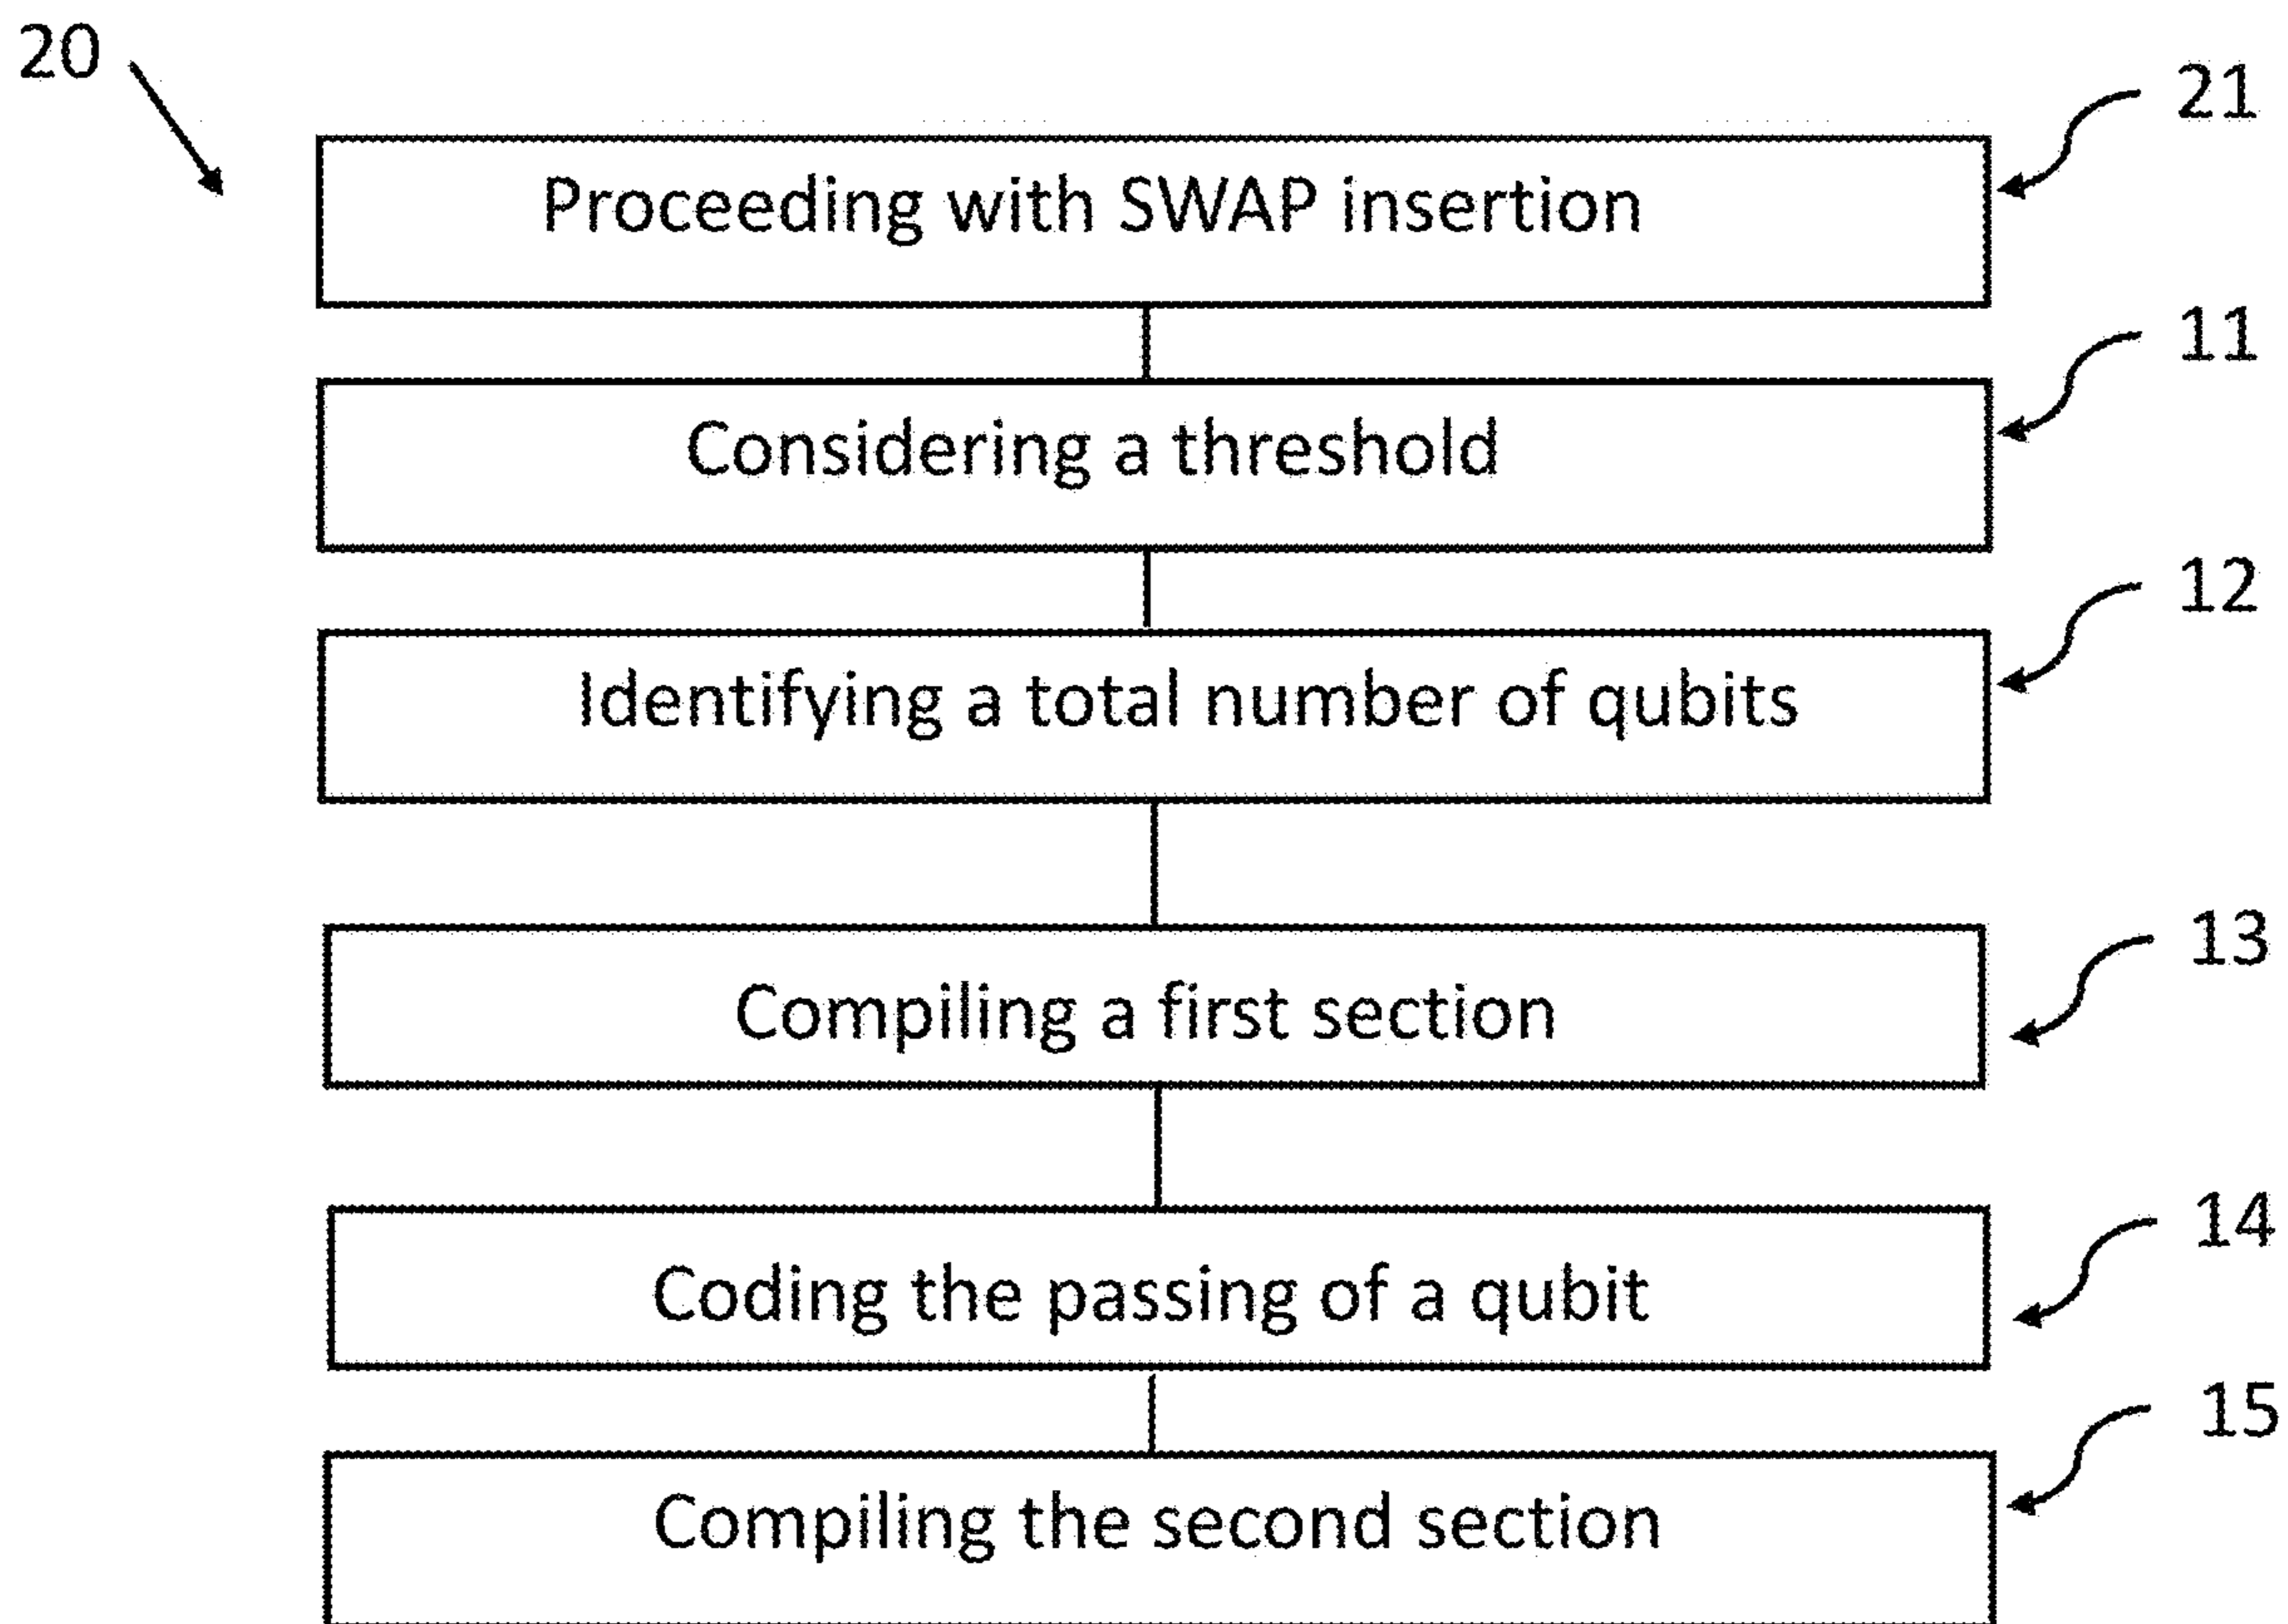 20
21
Proceeding with SWAP insertion
11
Considering a threshold
12
Identifying a total number of qubits
13
Compiling a first section
14
Coding the passing of a qubit
15
Compiling the second section